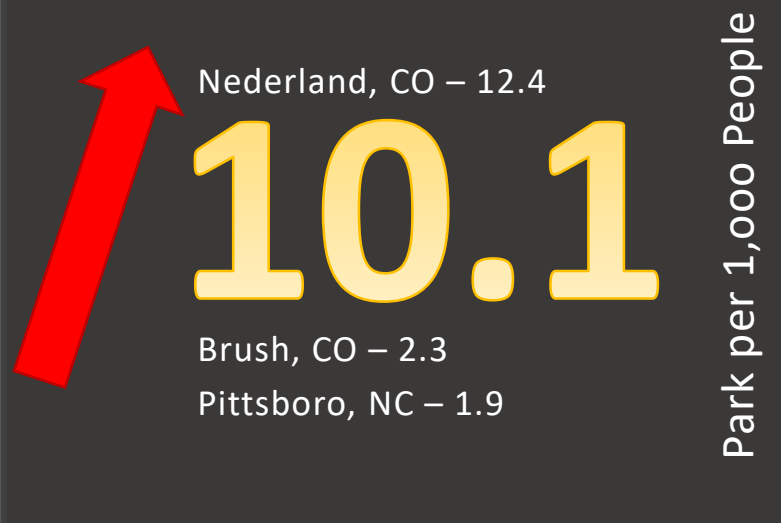 Nederland, CO – 12.4
10.1
Brush, CO – 2.3
Pittsboro, NC – 1.9
Park per 1,000 People